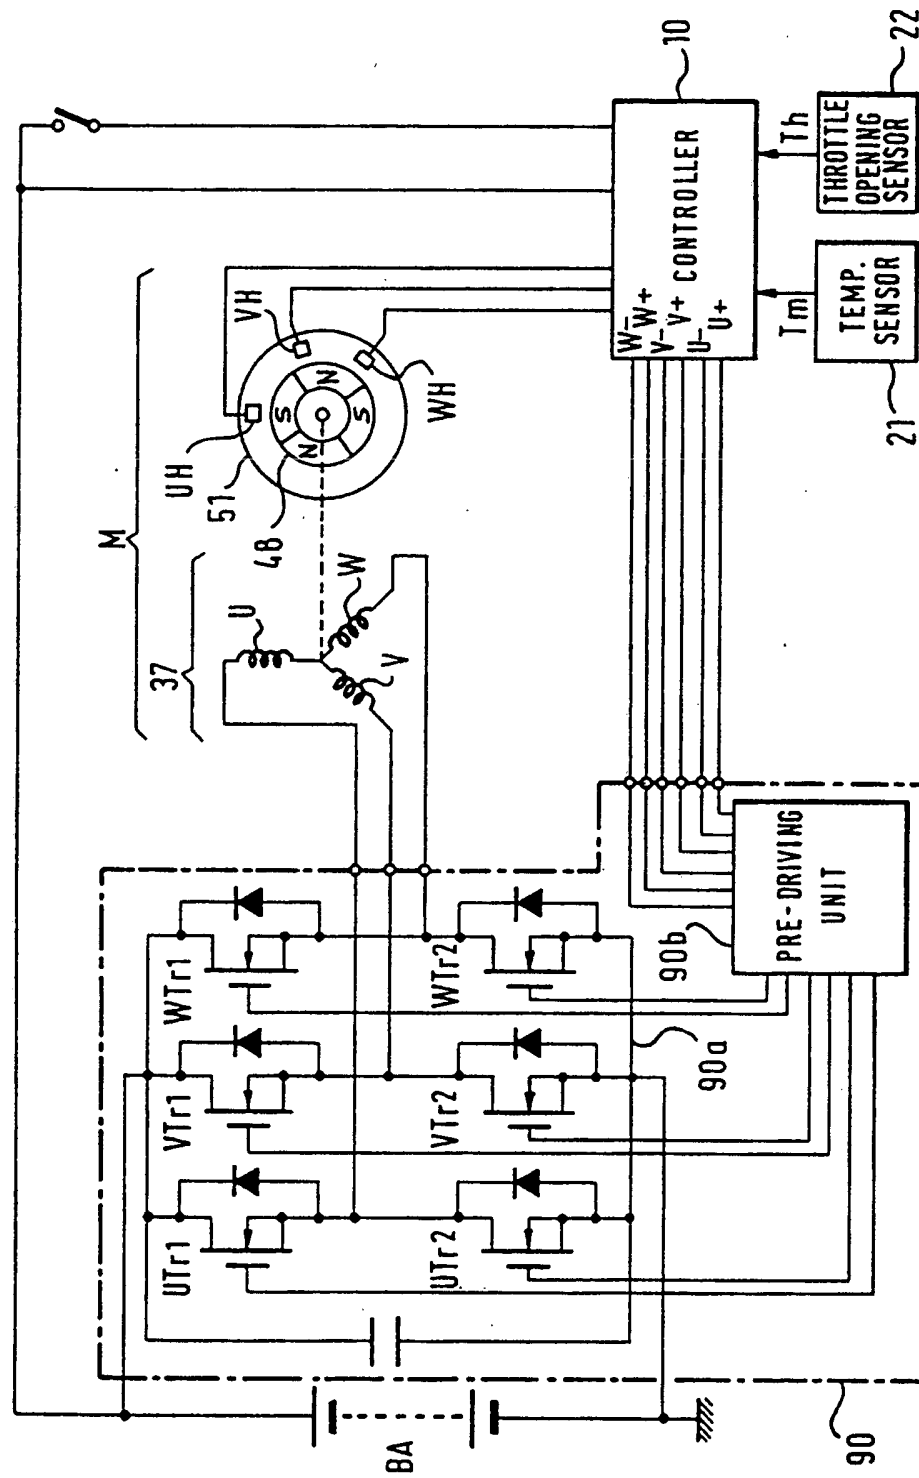 M
37
U
V
W
UH
VH
WH
51
48
N
S
N
S
10
W-
W+
V-
V+
U-
U+
CONTROLLER
Th
Tm
THROTTLE
OPENING
SENSOR
22
TEMP.
SENSOR
21
UTr1
VTr1
WTr1
UTr2
VTr2
WTr2
90a
90b
PRE-DRIVING
UNIT
BA
90